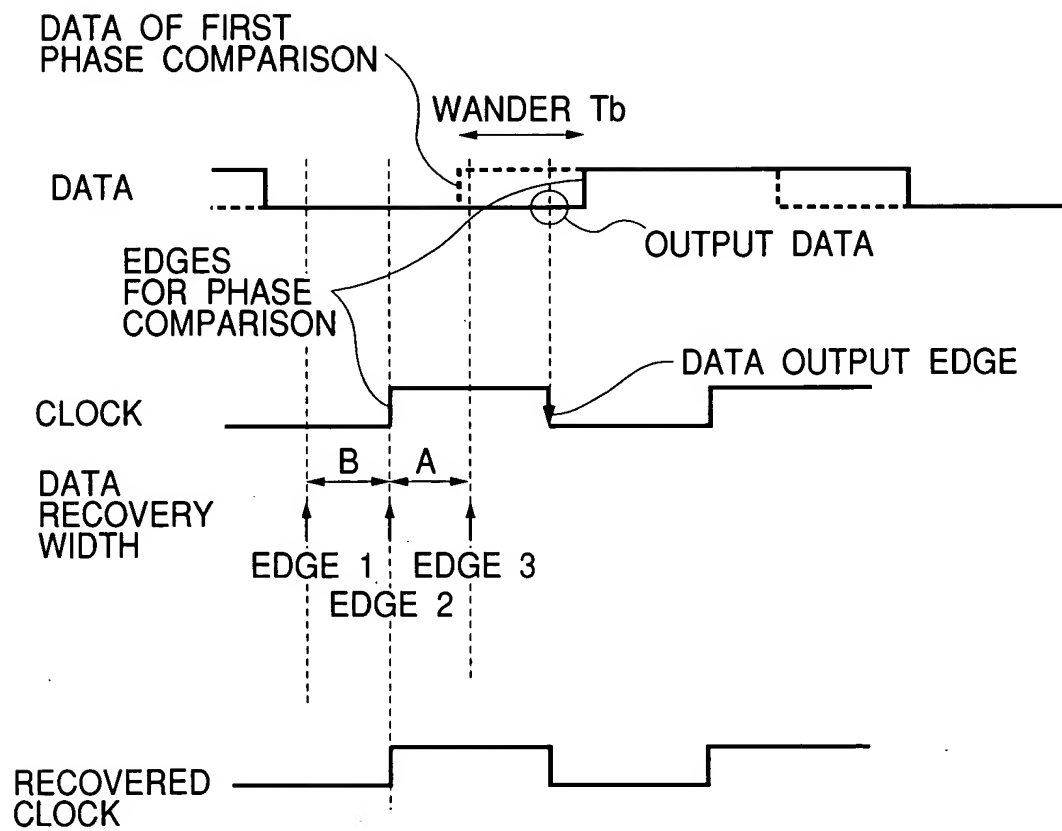 DATA OF FIRST
PHASE COMPARISON
WANDER Tb
DATA
OUTPUT DATA
EDGES
FOR PHASE
COMPARISON
DATA OUTPUT EDGE
CLOCK
B
A
DATA
RECOVERY
WIDTH
EDGE 1
EDGE 3
EDGE 2
RECOVERED
CLOCK